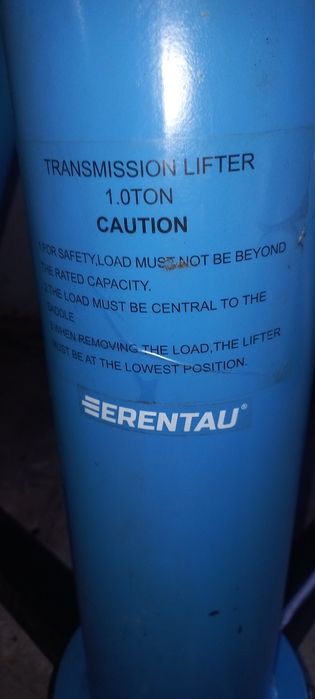 TRANSMISSION LIFTER
1.0TON
CAUTION
1.FOR SAFETY,LOAD MUST NOT BE BEYOND
THE RATED CAPACITY.
2.THE LOAD MUST BE CENTRAL TO THE
SADDLE
3.WHEN REMOVING THE LOAD,THE LIFTER
MUST BE AT THE LOWEST POSITION.
ERENTAU®